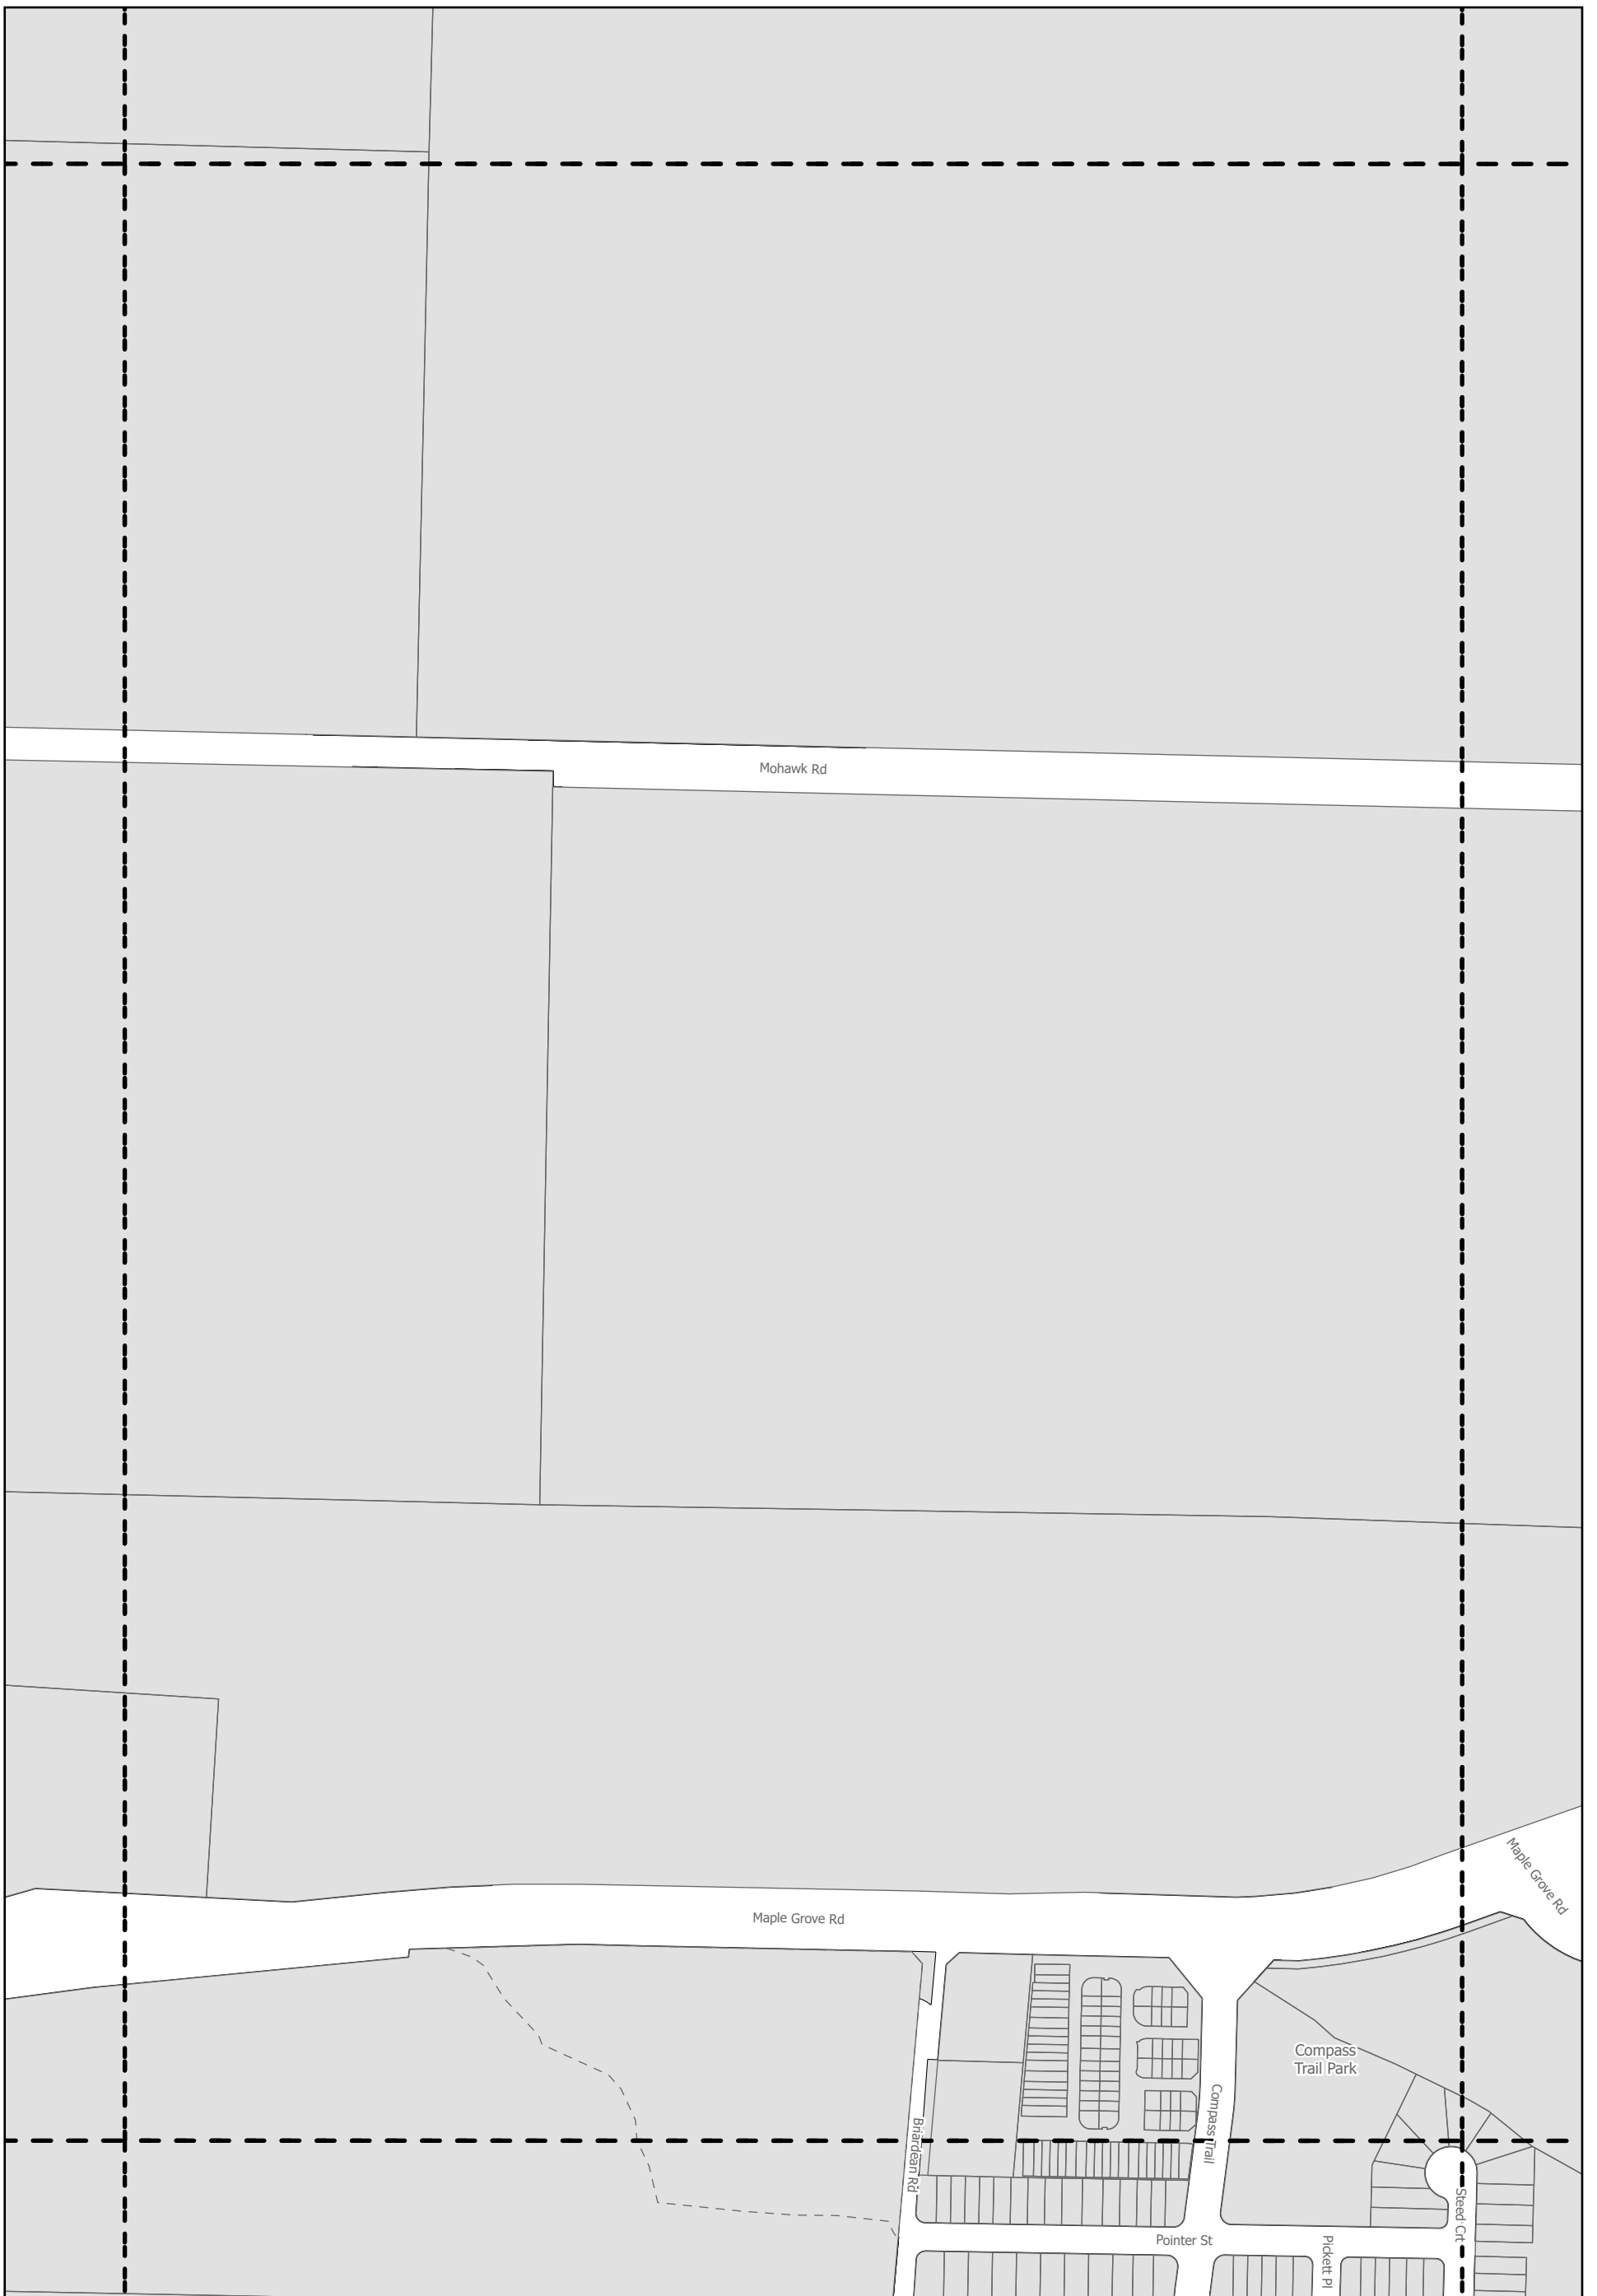 Mohawk Rd
Maple Grove Rd
Maple Grove Rd
Compass
Trail Park
Compass Trail
Briardean Rd
Steed Crt
Pointer St
Pickett Pl